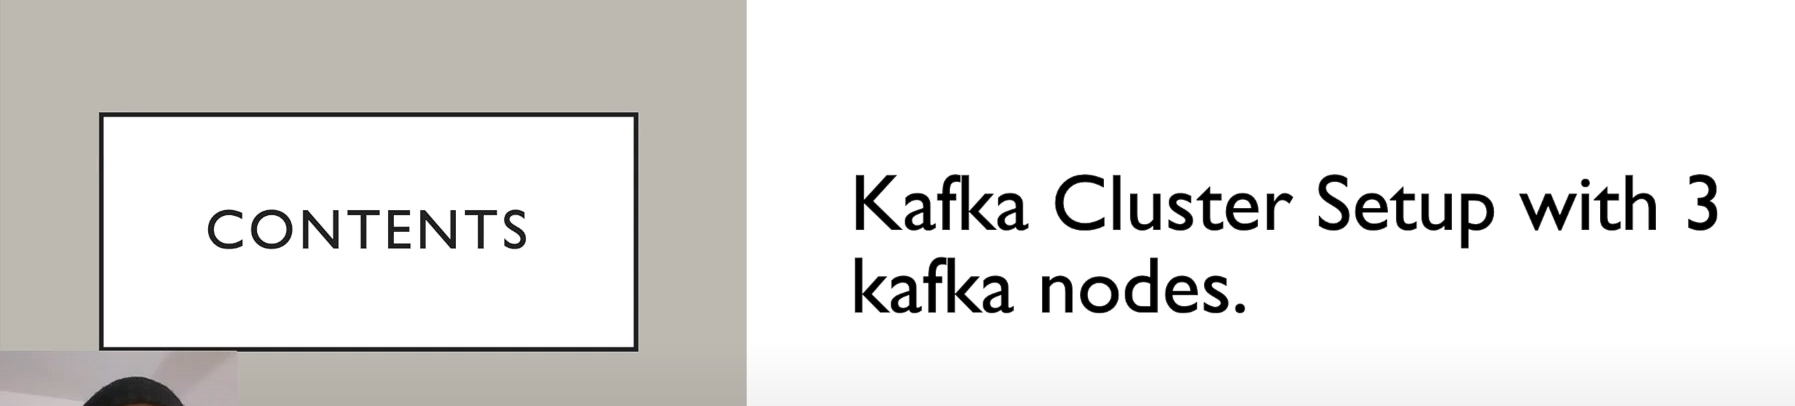 CONTENTS
Kafka Cluster Setup with 3
kafka nodes.